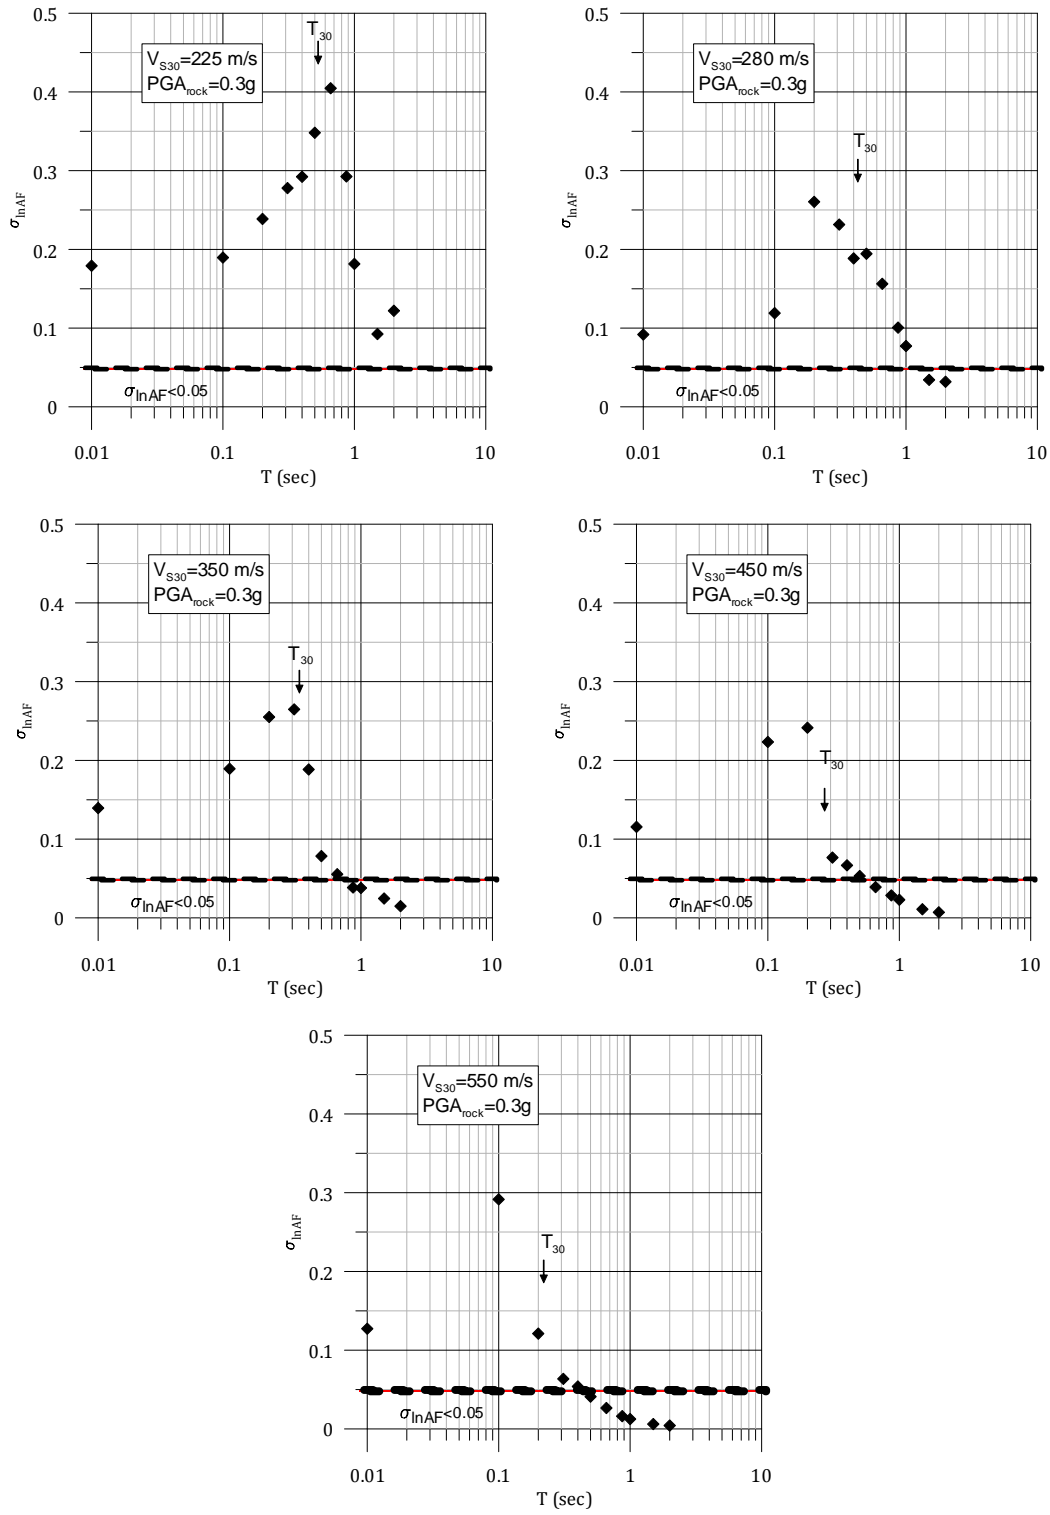 0.5
T30
VS30=225 m/s
PGArock=0.3g
0.4
0.3
σlnAF
0.2
0.1
σlnAF<0.05
0
0.01 0.1 1 10
T (sec)
0.5
VS30=280 m/s
PGArock=0.3g
0.4
T30
0.3
σlnAF
0.2
0.1
σlnAF<0.05
0
0.01 0.1 1 10
T (sec)
0.5
VS30=350 m/s
PGArock=0.3g
0.4
T30
0.3
σlnAF
0.2
0.1
σlnAF<0.05
0
0.01 0.1 1 10
T (sec)
0.5
VS30=450 m/s
PGArock=0.3g
0.4
0.3
σlnAF
T30
0.2
0.1
σlnAF<0.05
0
0.01 0.1 1 10
T (sec)
0.5
VS30=550 m/s
PGArock=0.3g
0.4
0.3
σlnAF
T30
0.2
0.1
σlnAF<0.05
0
0.01 0.1 1 10
T (sec)